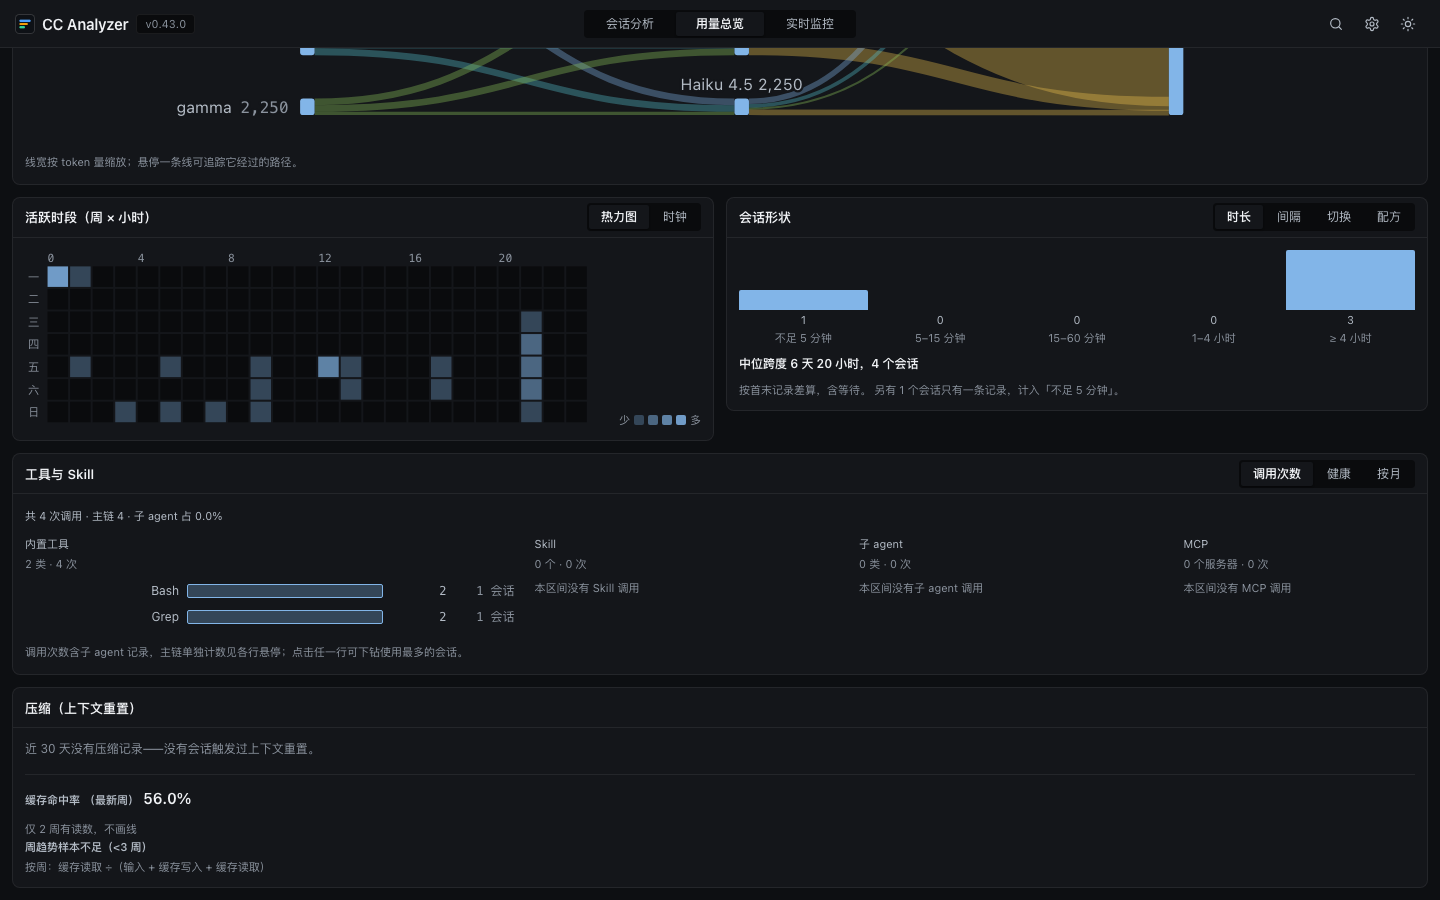 CC Analyzer v0.43.0 会话分析 用量总览 实时监控
Haiku 4.5 2,250
gamma 2,250
线宽按 token 量缩放；悬停一条线可追踪它经过的路径。
活跃时段（周 × 小时） 热力图 时钟
0 4 8 12 16 20
一
二
三
四
五
六
日
少 多
会话形状 时长 间隔 切换 配方
1 0 0 0 3
不足 5 分钟 5–15 分钟 15–60 分钟 1–4 小时 ≥ 4 小时
中位跨度 6 天 20 小时，4 个会话
按首末记录差算，含等待。 另有 1 个会话只有一条记录，计入「不足 5 分钟」。
工具与 Skill 调用次数 健康 按月
共 4 次调用 · 主链 4 · 子 agent 占 0.0%
内置工具
2 类 · 4 次
Bash 2 1 会话
Grep 2 1 会话
Skill
0 个 · 0 次
本区间没有 Skill 调用
子 agent
0 类 · 0 次
本区间没有子 agent 调用
MCP
0 个服务器 · 0 次
本区间没有 MCP 调用
调用次数含子 agent 记录，主链单独计数见各行悬停；点击任一行可下钻使用最多的会话。
压缩（上下文重置）
近 30 天没有压缩记录——没有会话触发过上下文重置。
缓存命中率 （最新周） 56.0%
仅 2 周有读数，不画线
周趋势样本不足（<3 周）
按周：缓存读取 ÷（输入 + 缓存写入 + 缓存读取）